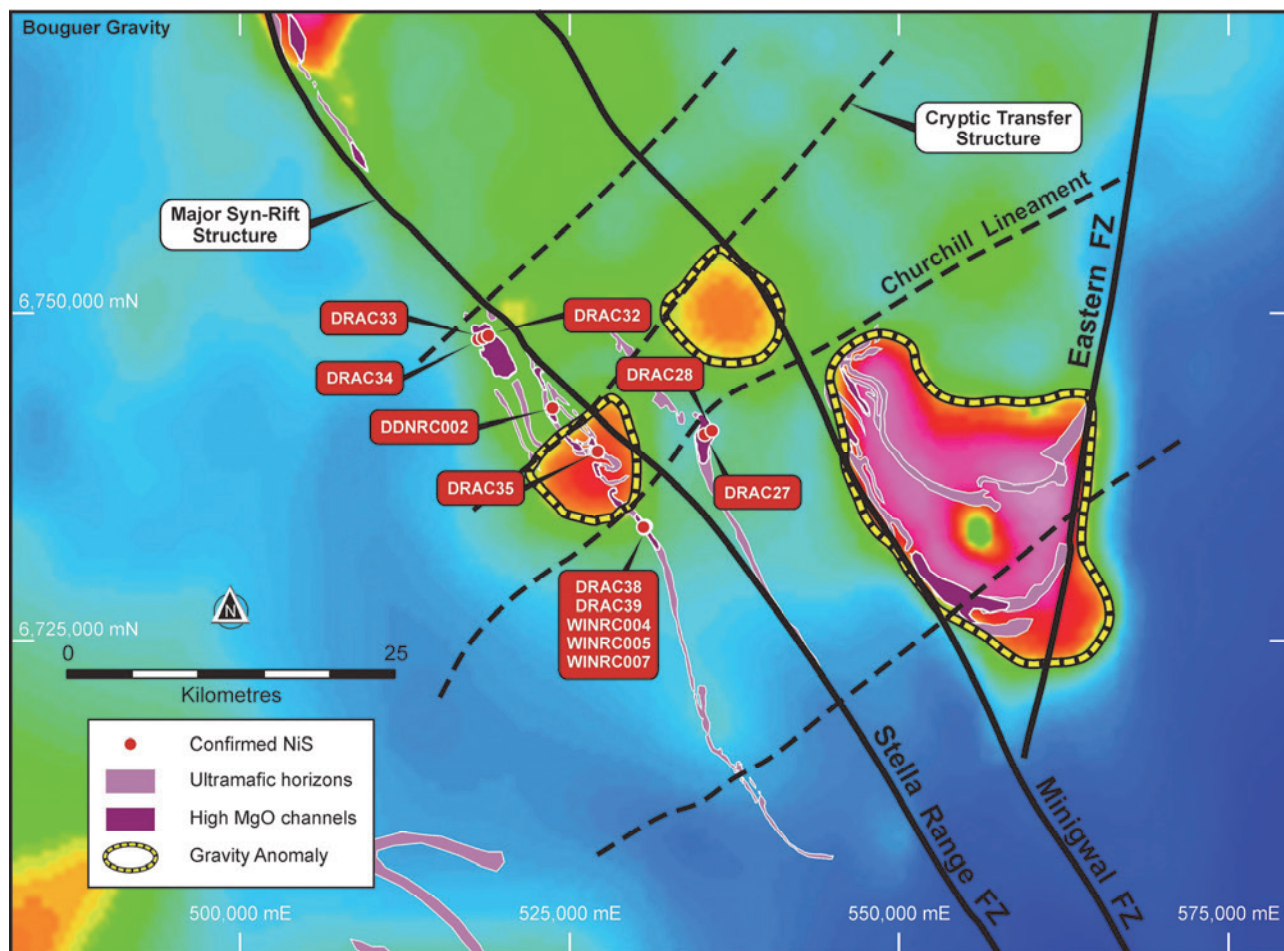 Bouguer Gravity
Cryptic Transfer
Structure
Major Syn-Rift
Structure
Churchill Lineament
Eastern FZ
6,750,000 mN
DRAC33
DRAC32
DRAC34
DRAC28
DDNRC002
DRAC35
DRAC27
DRAC38
DRAC39
WINRC004
WINRC005
WINRC007
N
6,725,000 mN
0 25
Kilometres
Confirmed NiS
Ultramafic horizons
High MgO channels
Gravity Anomaly
Stella Range FZ
Minigwal FZ
500,000 mE
525,000 mE
550,000 mE
575,000 mE